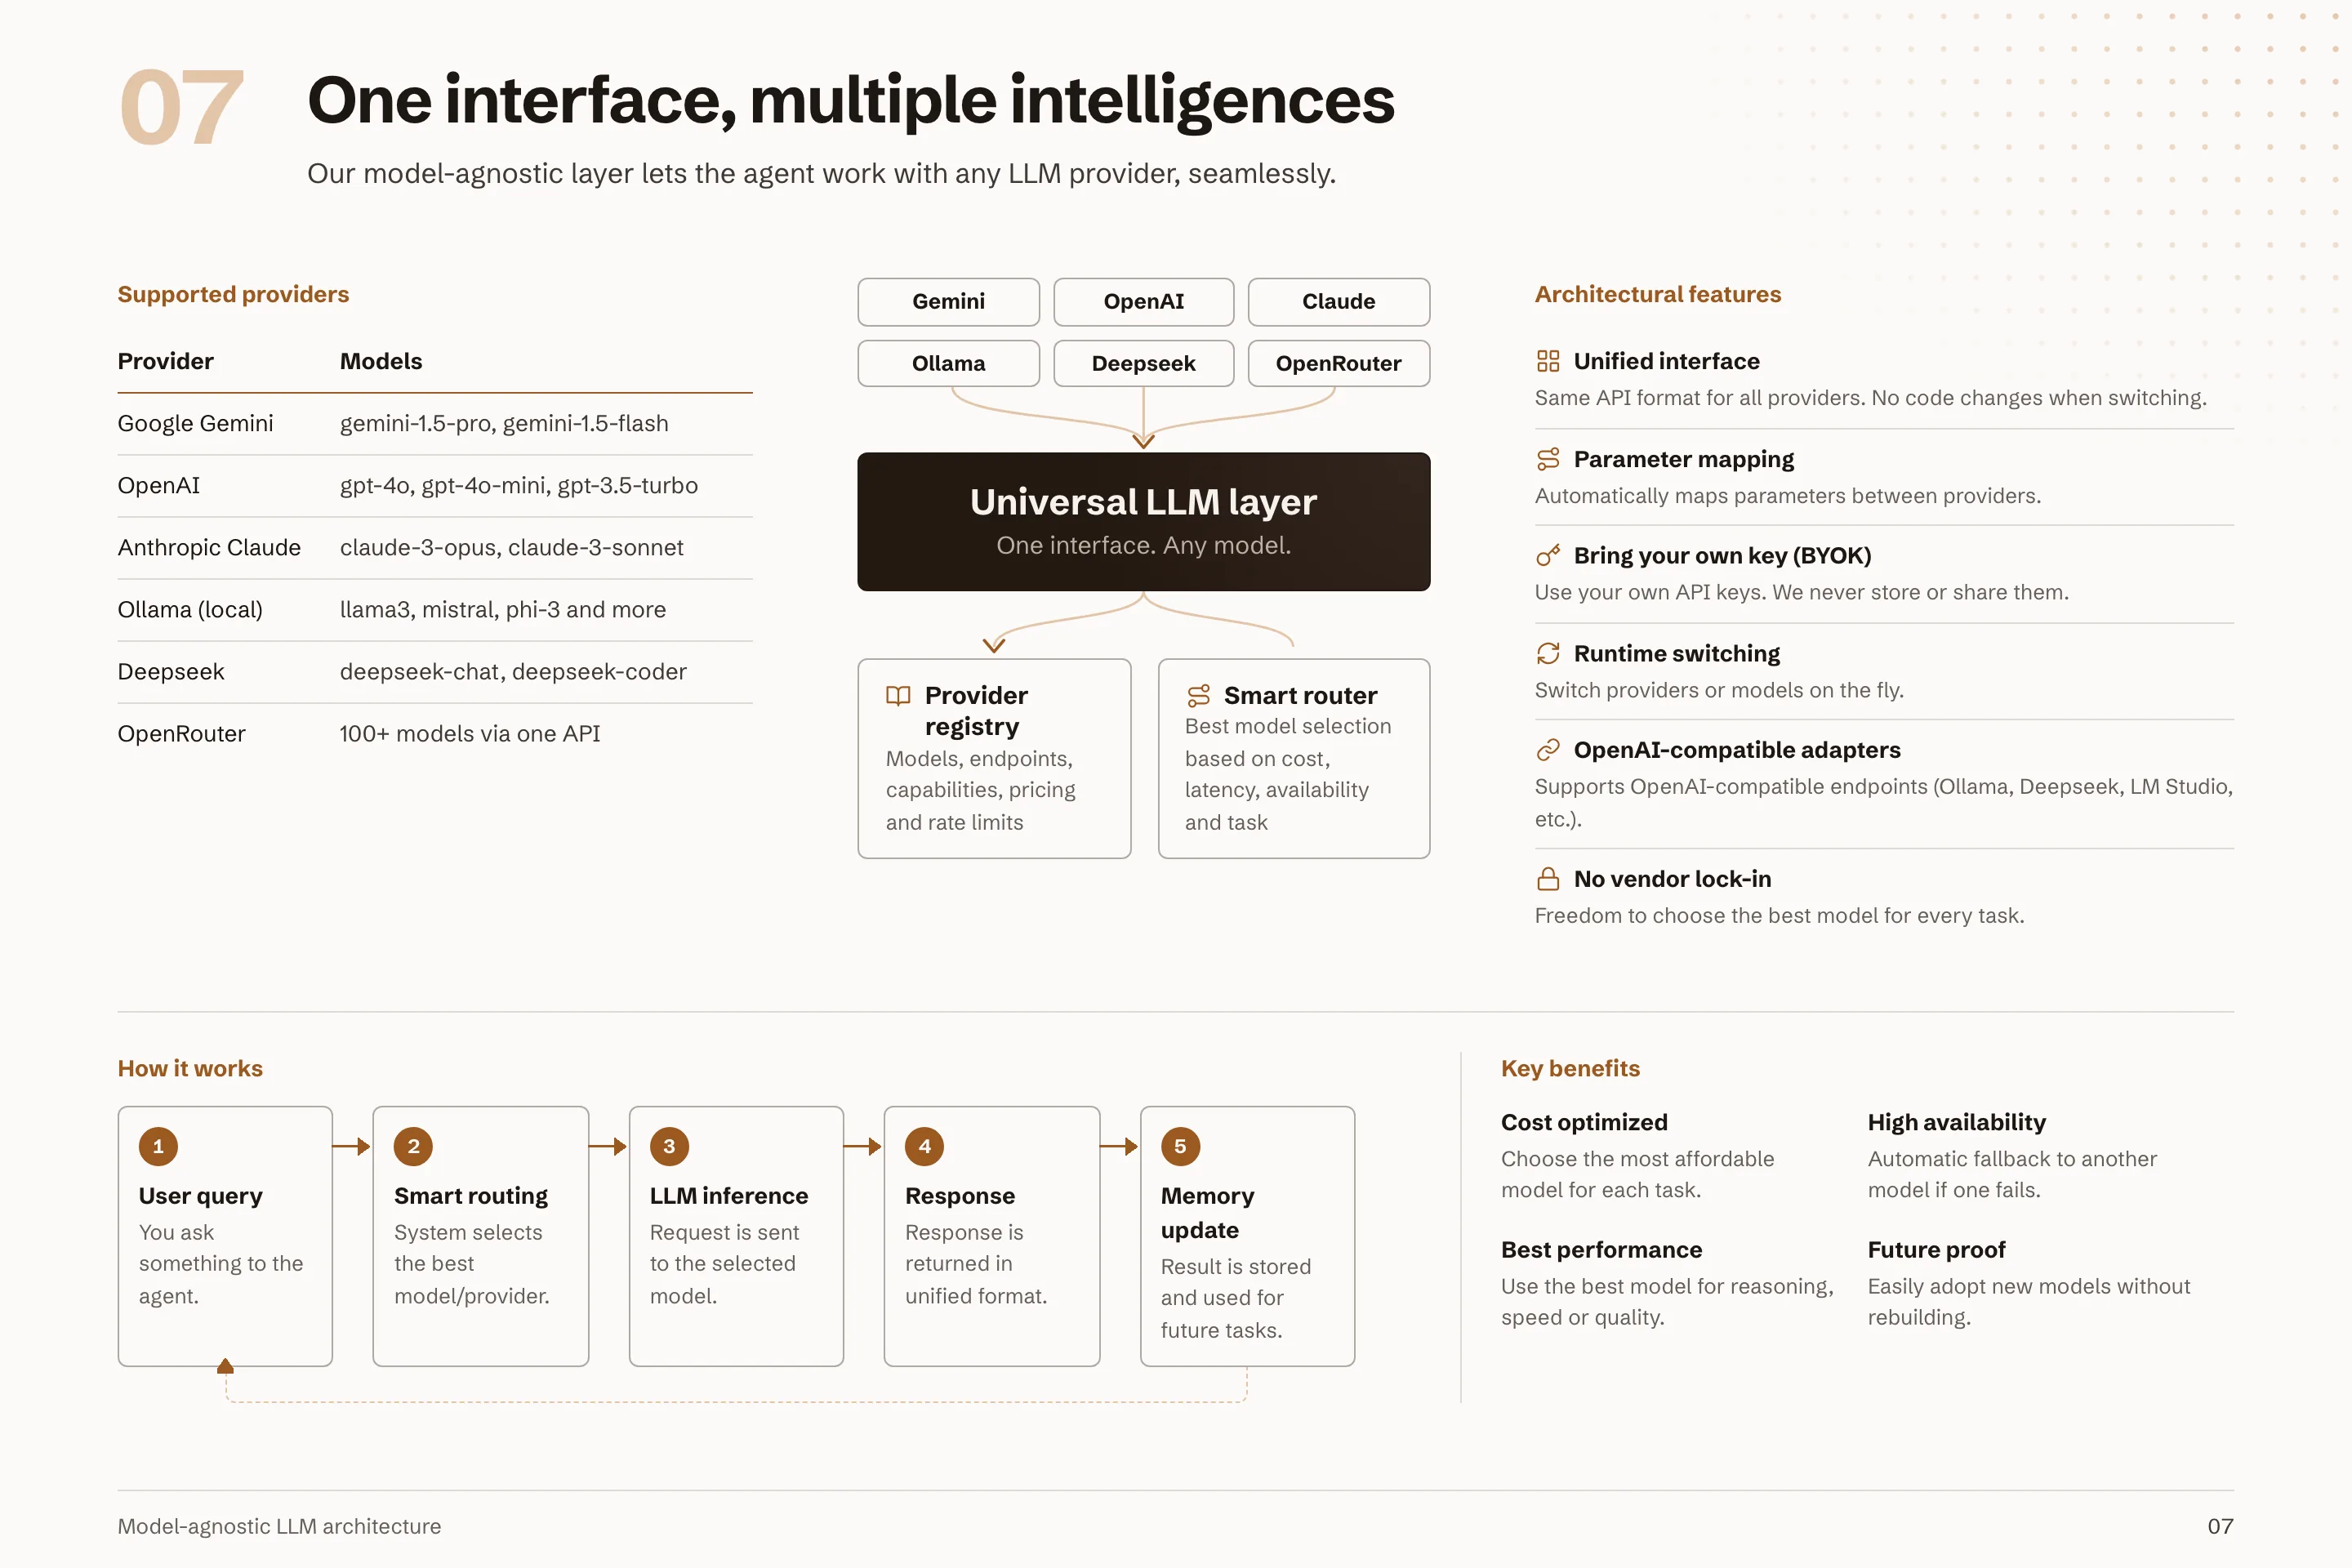 07
One interface, multiple intelligences
Our model-agnostic layer lets the agent work with any LLM provider, seamlessly.
Supported providers
Provider Models
Google Gemini gemini-1.5-pro, gemini-1.5-flash
OpenAI gpt-4o, gpt-4o-mini, gpt-3.5-turbo
Anthropic Claude claude-3-opus, claude-3-sonnet
Ollama (local) llama3, mistral, phi-3 and more
Deepseek deepseek-chat, deepseek-coder
OpenRouter 100+ models via one API
Gemini OpenAI Claude
Ollama Deepseek OpenRouter
Universal LLM layer
One interface. Any model.
Provider
registry
Models, endpoints,
capabilities, pricing
and rate limits
Smart router
Best model selection
based on cost,
latency, availability
and task
Architectural features
Unified interface
Same API format for all providers. No code changes when switching.
Parameter mapping
Automatically maps parameters between providers.
Bring your own key (BYOK)
Use your own API keys. We never store or share them.
Runtime switching
Switch providers or models on the fly.
OpenAI-compatible adapters
Supports OpenAI-compatible endpoints (Ollama, Deepseek, LM Studio,
etc.).
No vendor lock-in
Freedom to choose the best model for every task.
How it works
1
User query
You ask
something to the
agent.
2
Smart routing
System selects
the best
model/provider.
3
LLM inference
Request is sent
to the selected
model.
4
Response
Response is
returned in
unified format.
5
Memory
update
Result is stored
and used for
future tasks.
Key benefits
Cost optimized
Choose the most affordable
model for each task.
High availability
Automatic fallback to another
model if one fails.
Best performance
Use the best model for reasoning,
speed or quality.
Future proof
Easily adopt new models without
rebuilding.
Model-agnostic LLM architecture
07